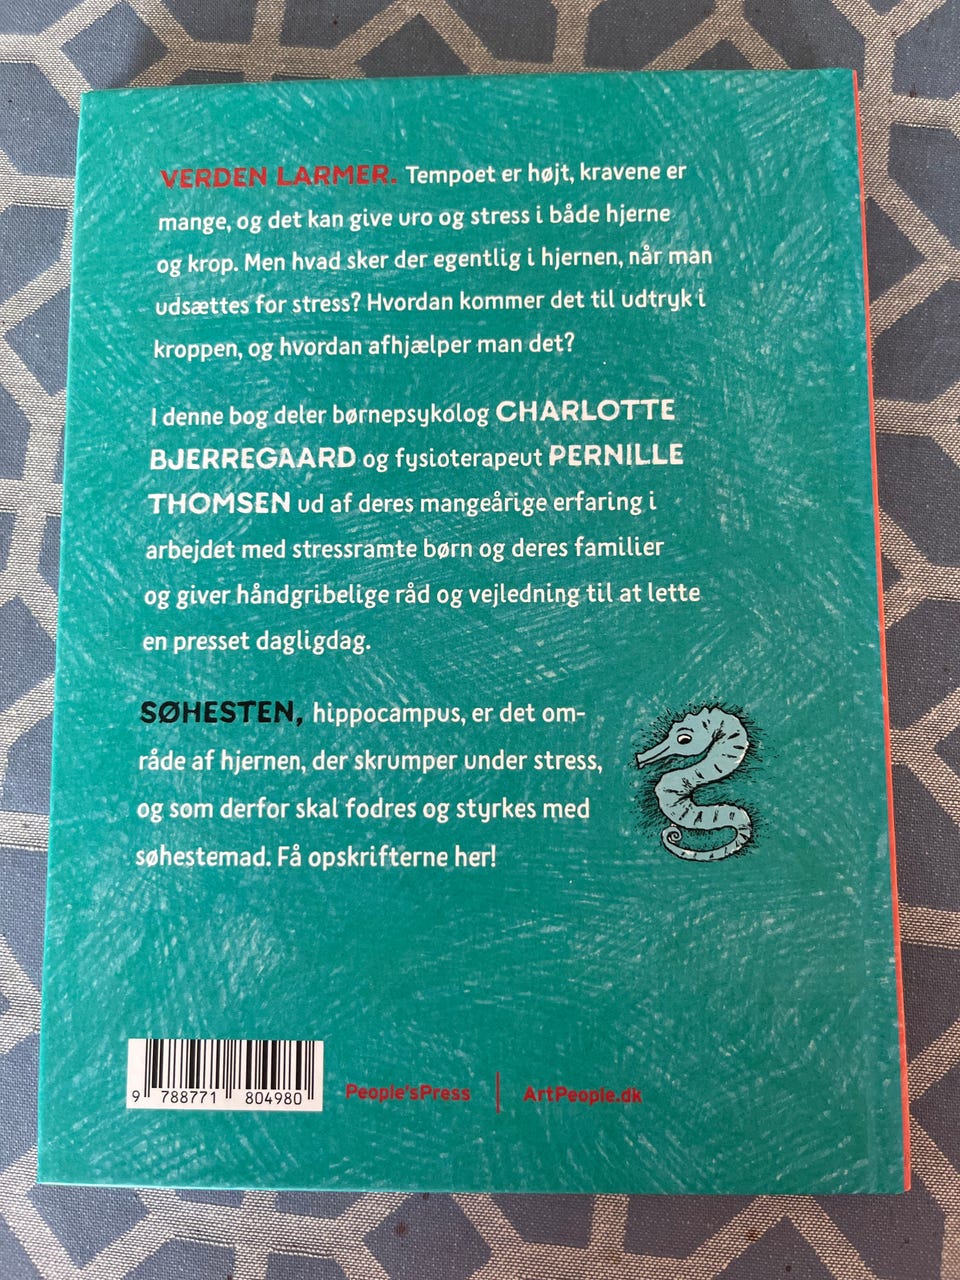 VERDEN LARMER. Tempoet er højt, kravene er
mange, og det kan give uro og stress i både hjerne
og krop. Men hvad sker der egentlig i hjernen, når man
udsættes for stress? Hvordan kommer det til udtryk i
kroppen, og hvordan afhjælper man det?
I denne bog deler børnepsykolog CHARLOTTE
BJERREGAARD og fysioterapeut PERNILLE
THOMSEN ud af deres mangeårige erfaring i
arbejdet med stressramte børn og deres familier
og giver håndgribelige råd og vejledning til at lette
en presset dagligdag.
SØHESTEN, hippocampus, er det om-
råde af hjernen, der skrumper under stress,
og som derfor skal fodres og styrkes med
søhestemad. Få opskrifterne her!
9 788771 804980
People'sPress | ArtPeople.dk